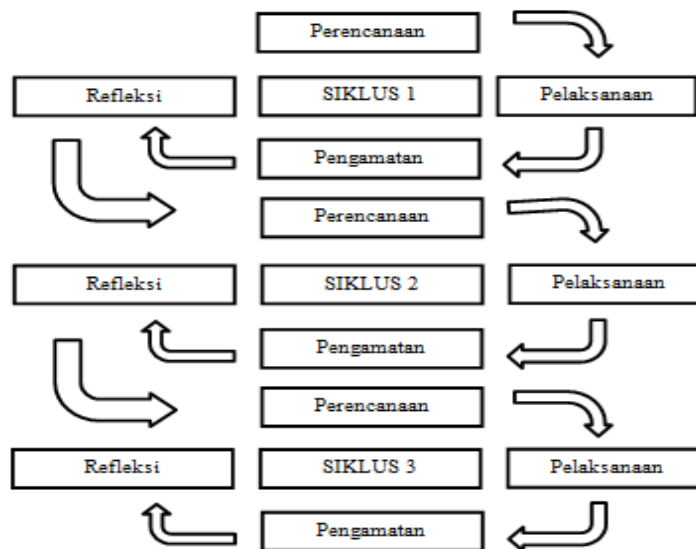 Perencanaan
Refleksi
SIKLUS 1
Pelaksanaan
Pengamatan
Perencanaan
Refleksi
SIKLUS 2
Pelaksanaan
Pengamatan
Perencanaan
Refleksi
SIKLUS 3
Pelaksanaan
Pengamatan